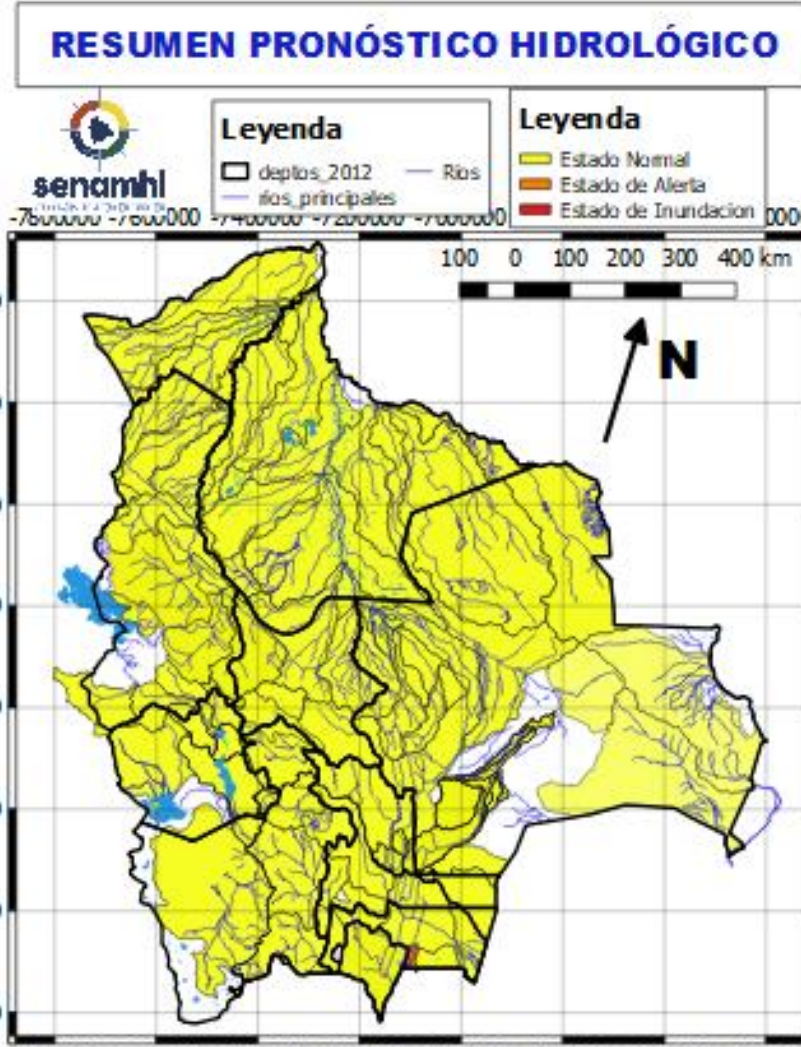 RESUMEN PRONÓSTICO HIDROLÓGICO
senamhi
Leyenda
deptos_2012
Rios
rios_principales
Leyenda
Estado Normal
Estado de Alerta
Estado de Inundacion
-7800000 -7600000 -7400000 -7200000 -7000000
100 0 100 200 300 400 km
N